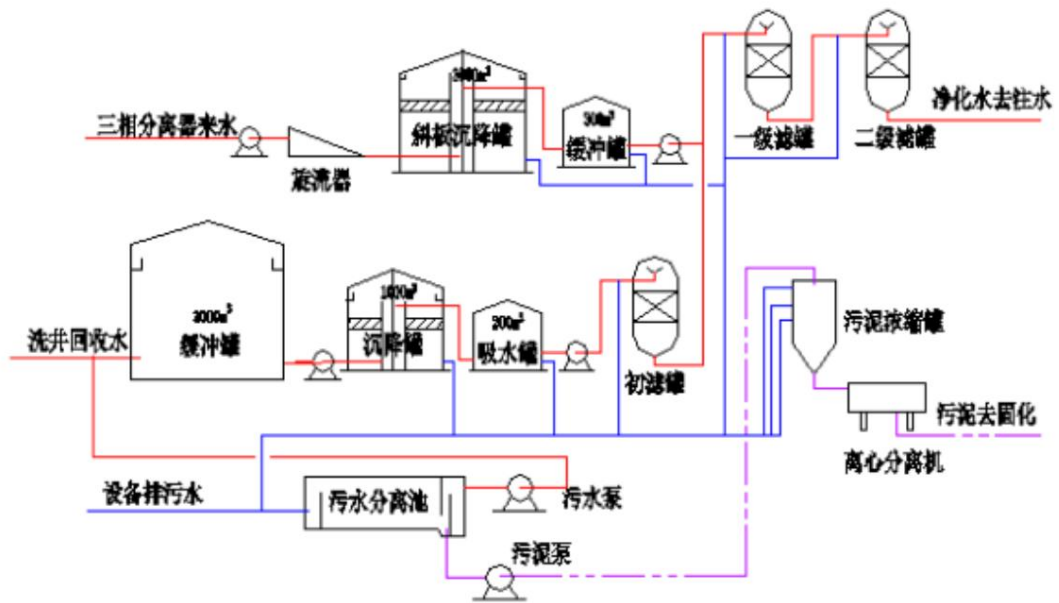 三相分离器来水
旋流器
斜板沉降罐
缓冲罐
一级滤罐
二级滤罐
净化水去往水
洗井回收水
缓冲罐
1000m³
沉降罐
吸水罐
初滤罐
污泥浓缩罐
污泥去固化
离心分离机
设备排污水
污水分离池
污水泵
污泥泵